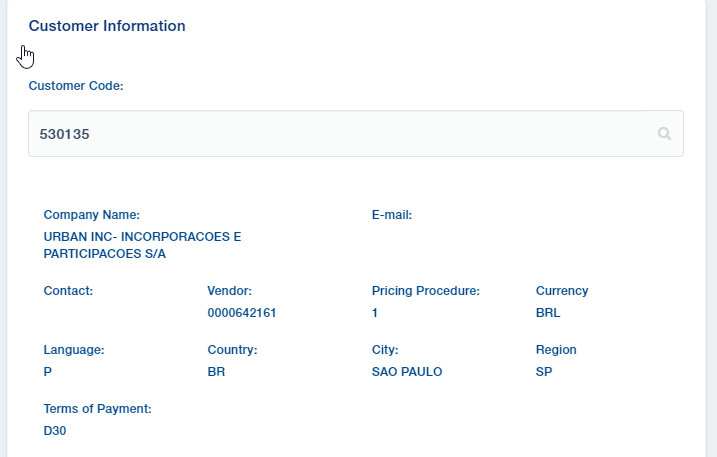 Customer Information
Customer Code:
530135
Company Name:
E-mail:
URBAN INC- INCORPORACOES E
PARTICIPACOES S/A
Contact:
Vendor:
Pricing Procedure:
Currency
0000642161
1
BRL
Language:
Country:
City:
Region
P
BR
SAO PAULO
SP
Terms of Payment:
D30